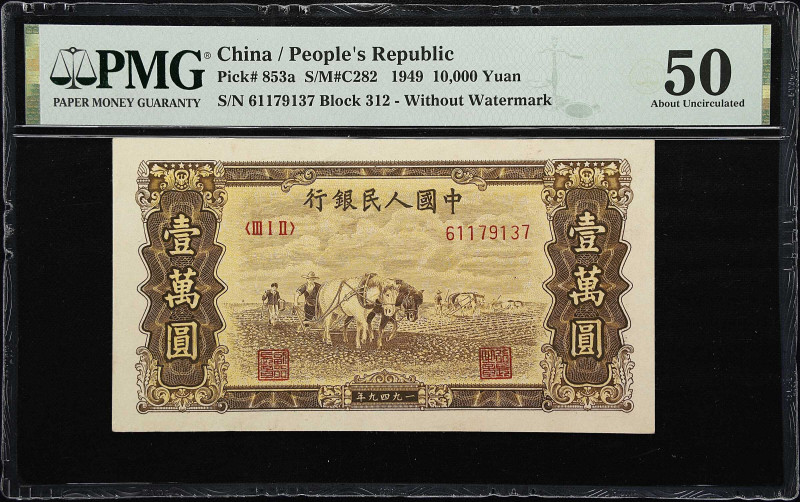 PMG®
PAPER MONEY GUARANTY
China / People's Republic
Pick# 853a S/M#C282 1949 10,000 Yuan
S/N 61179137 Block 312 - Without Watermark
50
About Uncirculated
行銀民人國中
〈III I II〉
61179137
壹萬圓
壹萬圓
年九四九一